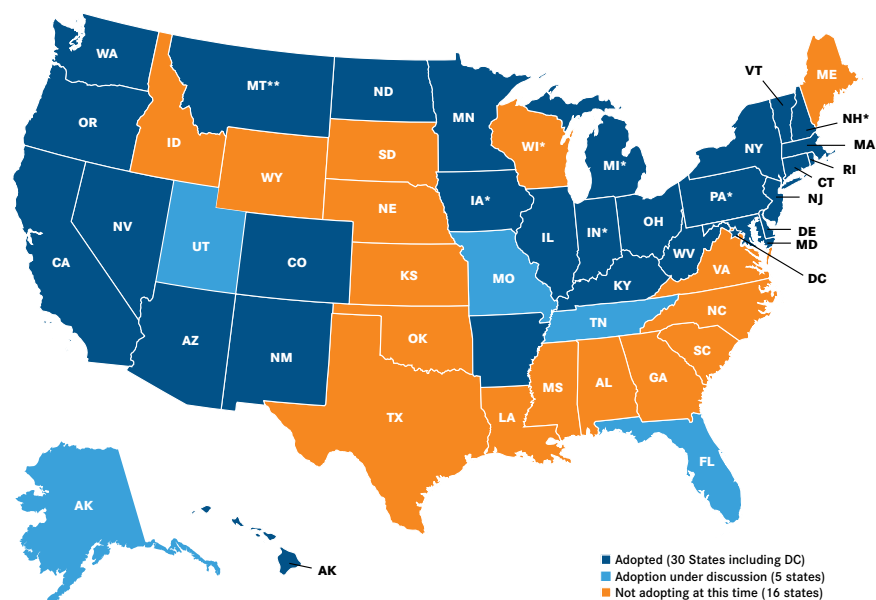 WA
MT**
ND
MN
OR
ID
WY
SD
WI*
MI*
VT
ME
NH*
MA
NY
RI
CT
NJ
NV
UT
CO
NE
IA*
IL
IN*
OH
PA*
DE
MD
DC
CA
KS
MO
KY
WV
VA
AZ
NM
OK
TN
NC
SC
TX
LA
MS
AL
GA
FL
AK
AK
Adopted (30 States including DC)
Adoption under discussion (5 states)
Not adopting at this time (16 states)